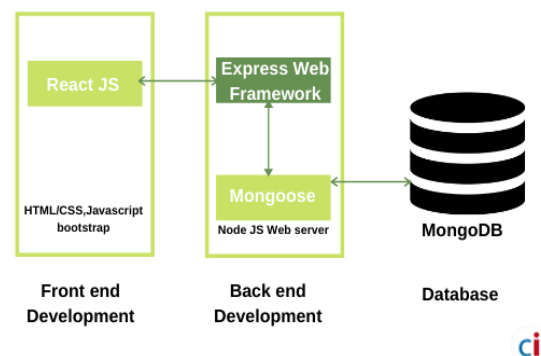 React JS
HTML/CSS,Javascript
bootstrap
Express Web
Framework
Mongoose
Node JS Web server
MongoDB
Front end
Development
Back end
Development
Database
ci